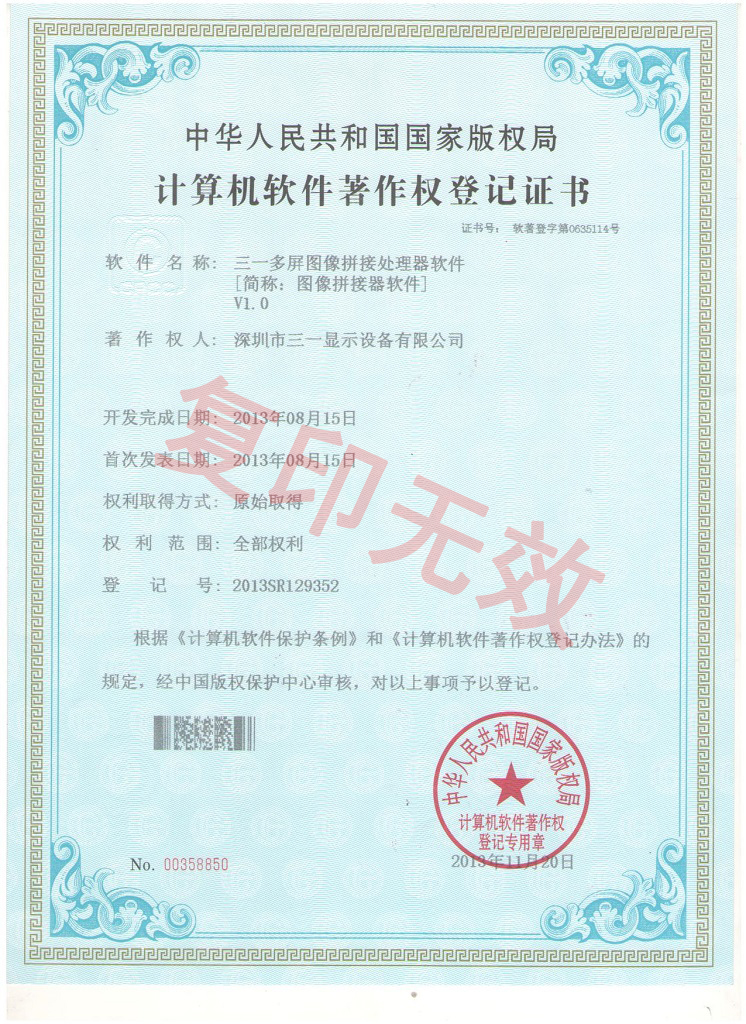 中华人民共和国国家版权局
计算机软件著作权登记证书
证书号： 软著登字第0635114号
软件名称： 三一多屏图像拼接处理器软件
[简称：图像拼接器软件]
V1.0
著作权人： 深圳市三一显示设备有限公司
开发完成日期： 2013年08月15日
首次发表日期： 2013年08月15日
权利取得方式： 原始取得
权利范围： 全部权利
登记号： 2013SR129352
根据《计算机软件保护条例》和《计算机软件著作权登记办法》的
规定，经中国版权保护中心审核，对以上事项予以登记。
复印无效
中华人民共和国国家版权局
计算机软件著作权
登记专用章
No. 00358850
2013年11月20日